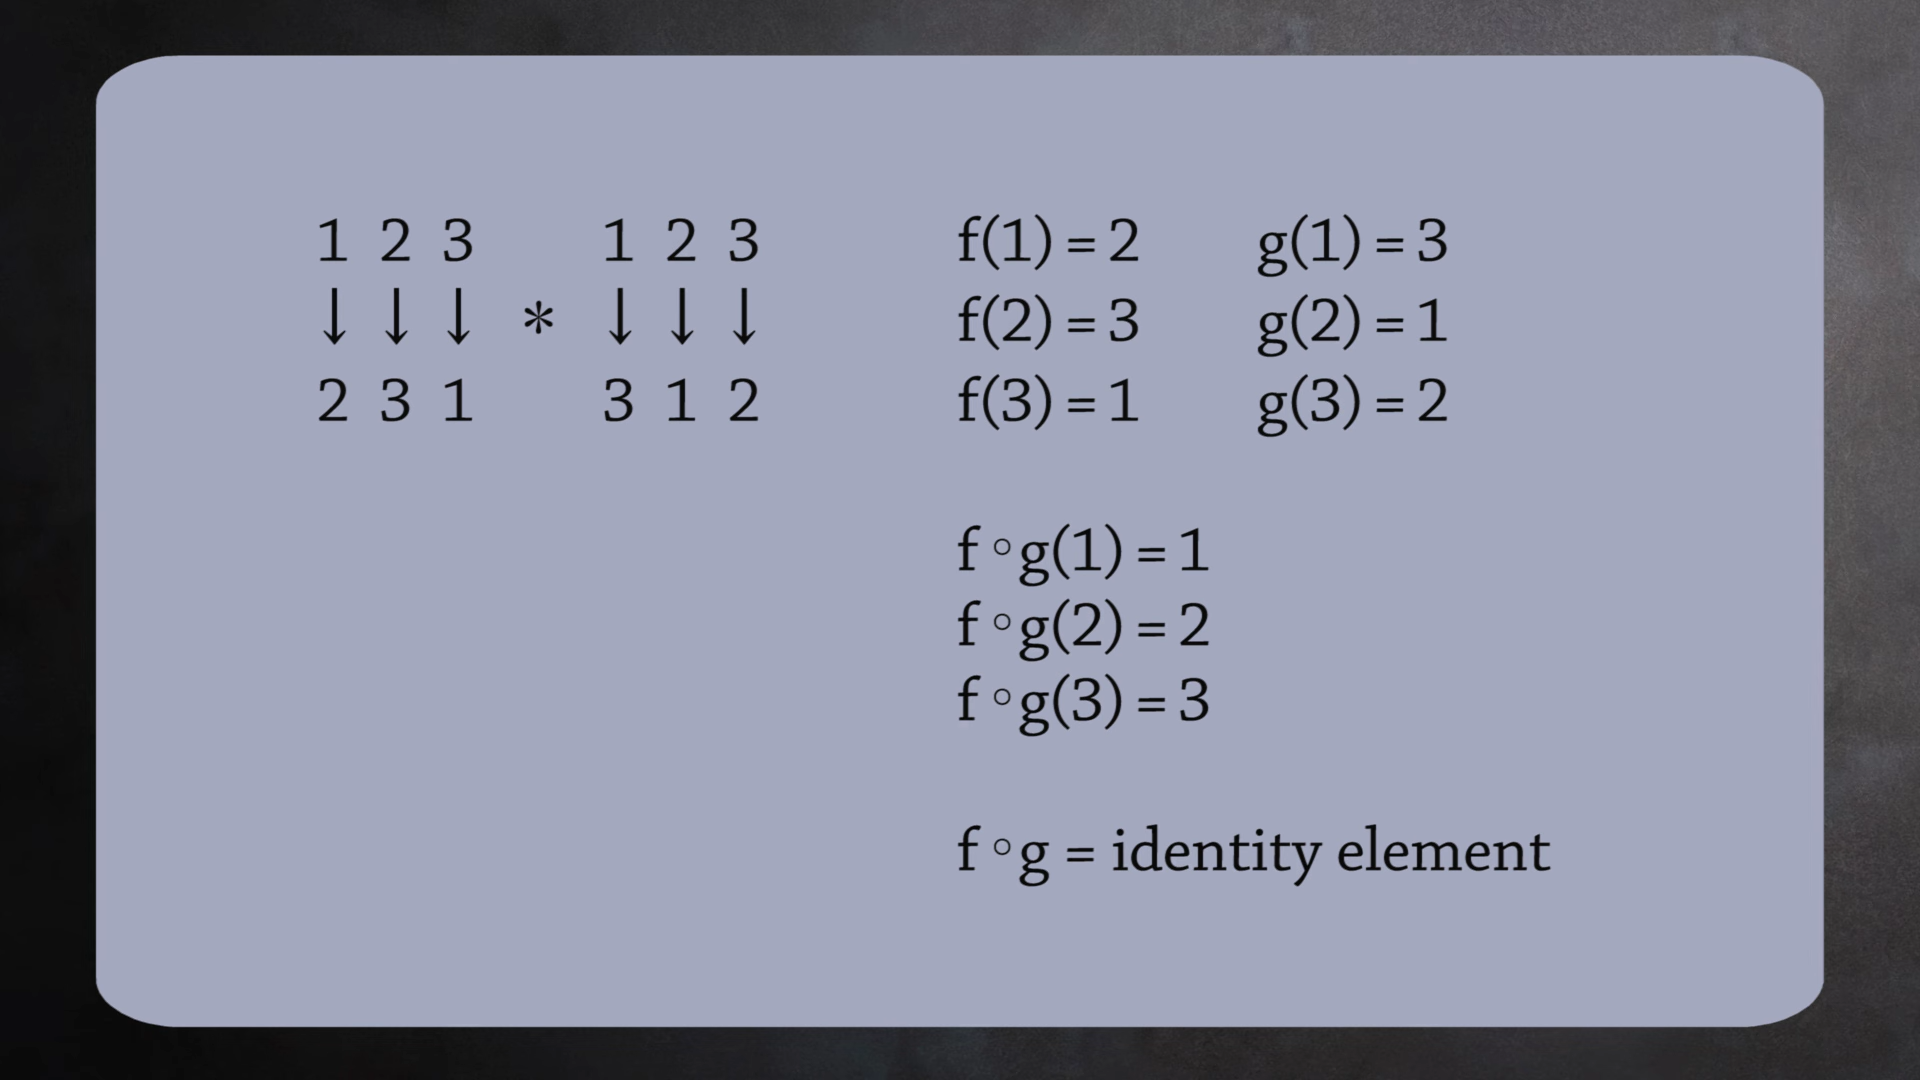 1 2 3 1 2 3
↓ ↓ ↓ * ↓ ↓ ↓
2 3 1 3 1 2
f(1) = 2 g(1) = 3
f(2) = 3 g(2) = 1
f(3) = 1 g(3) = 2
f ∘ g(1) = 1
f ∘ g(2) = 2
f ∘ g(3) = 3
f ∘ g = identity element